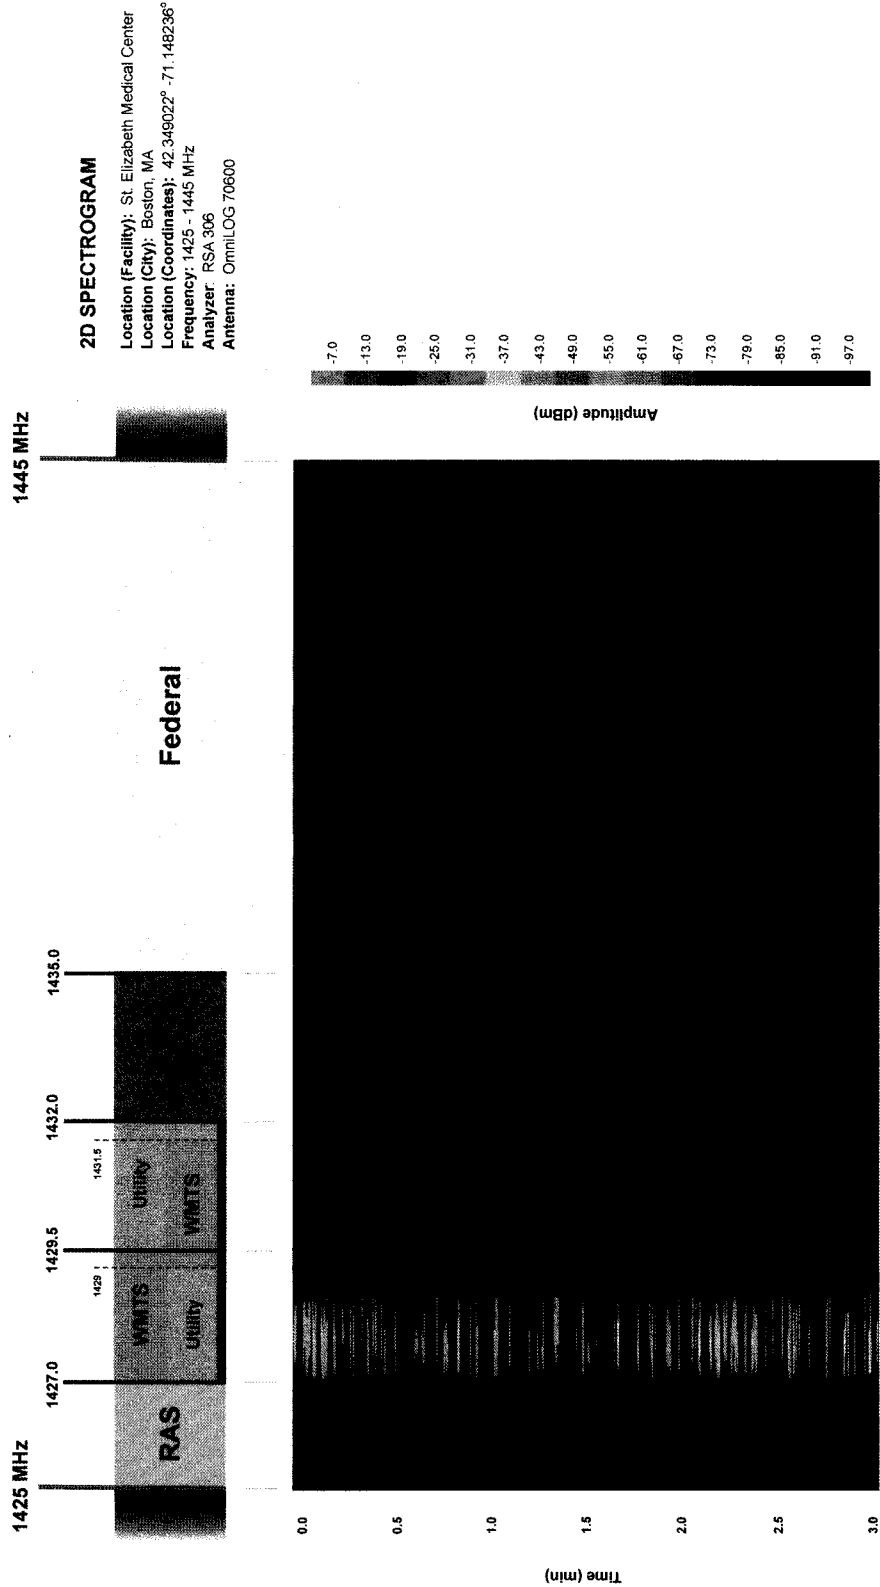 2D SPECTROGRAM
Location (Facility): St. Elizabeth Medical Center
Location (City): Boston, MA
Location (Coordinates): 42.349022° -71.148236°
Frequency: 1425 - 1445 MHz
Analyzer: RSA 306
Antenna: OmniLOG 70600
1425 MHz
1427.0
1429.5
1432.0
1435.0
1445 MHz
1429
1431.5
RAS
WMTS
Utility
Utility
WMTS
Federal
Time (min)
0.0
0.5
1.0
1.5
2.0
2.5
3.0
Amplitude (dBm)
-7.0
-13.0
-19.0
-25.0
-31.0
-37.0
-43.0
-49.0
-55.0
-61.0
-67.0
-73.0
-79.0
-85.0
-91.0
-97.0